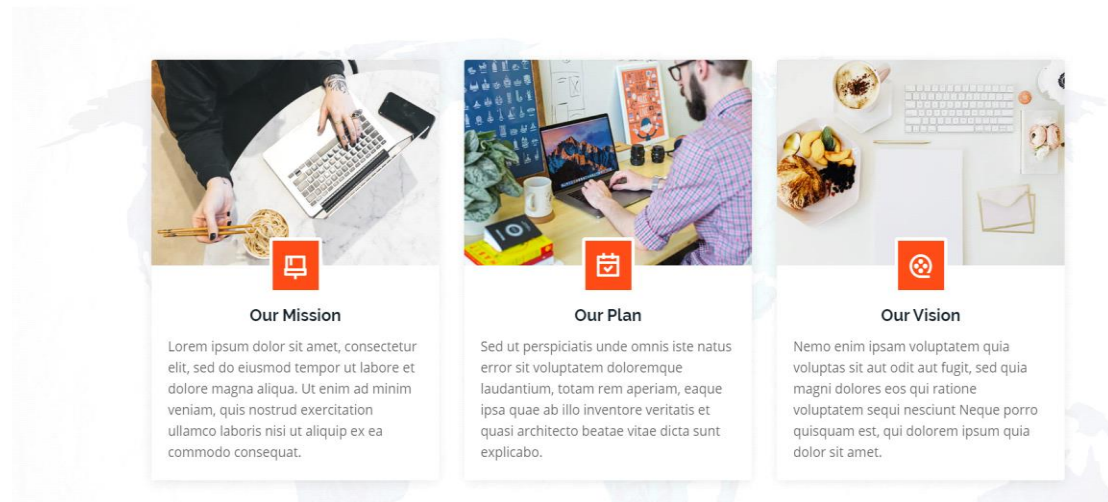 Our Mission
Lorem ipsum dolor sit amet, consectetur
elit, sed do eiusmod tempor ut labore et
dolore magna aliqua. Ut enim ad minim
veniam, quis nostrud exercitation
ullamco laboris nisi ut aliquip ex ea
commodo consequat.
Our Plan
Sed ut perspiciatis unde omnis iste natus
error sit voluptatem doloremque
laudantium, totam rem aperiam, eaque
ipsa quae ab illo inventore veritatis et
quasi architecto beatae vitae dicta sunt
explicabo.
Our Vision
Nemo enim ipsam voluptatem quia
voluptas sit aut odit aut fugit, sed quia
magni dolores eos qui ratione
voluptatem sequi nesciunt Neque porro
quisquam est, qui dolorem ipsum quia
dolor sit amet.